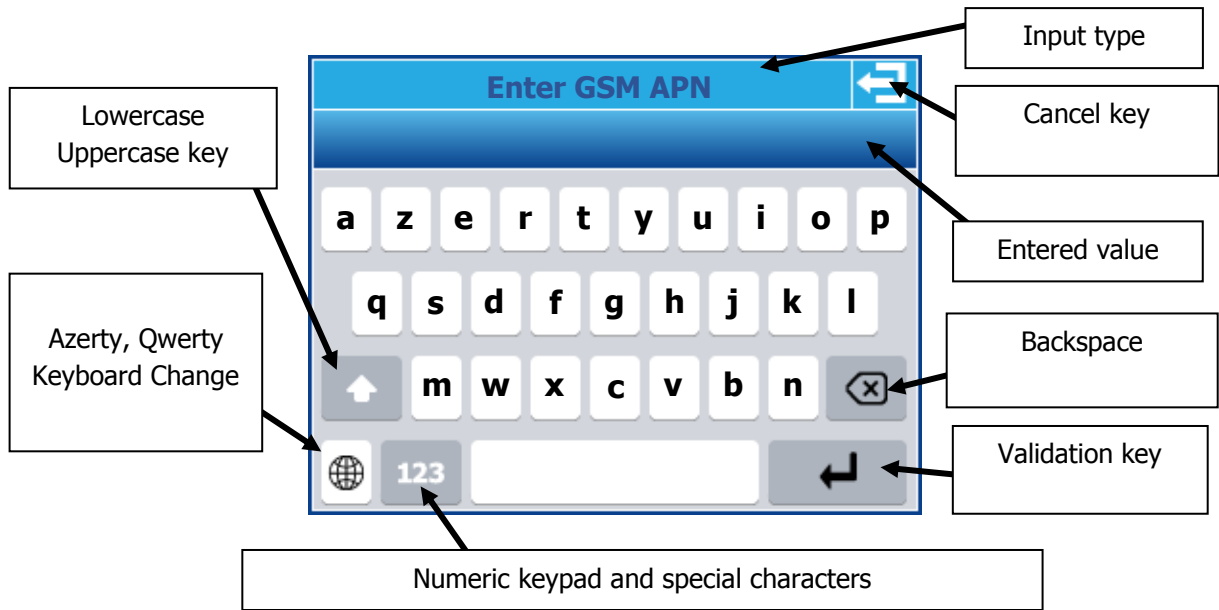 Input type
Enter GSM APN
Cancel key
Lowercase
Uppercase key
Entered value
a z e r t y u i o p
q s d f g h j k l
Azerty, Qwerty
Keyboard Change
Backspace
m w x c v b n
Validation key
123
Numeric keypad and special characters